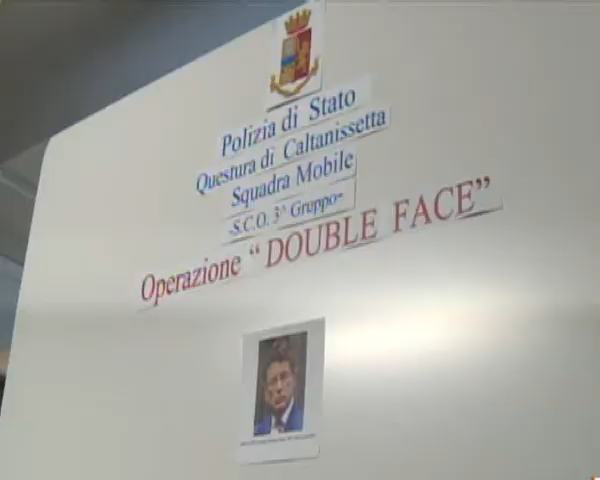 Polizia di Stato
Questura di Caltanissetta
Squadra Mobile
-S.C.O. 3^ Gruppo-
Operazione “DOUBLE FACE”